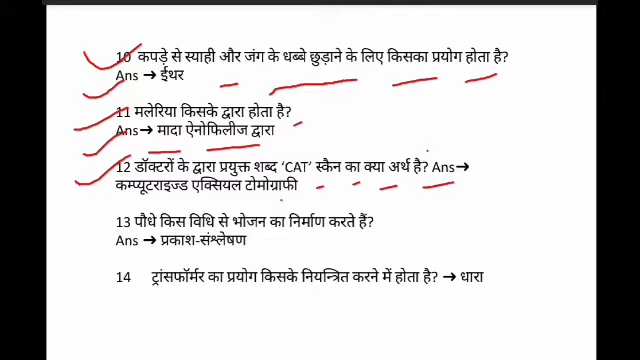 10 कपड़े से स्याही और जंग के धब्बे छुड़ाने के लिए किसका प्रयोग होता है?
Ans → ईथर
11 मलेरिया किसके द्वारा होता है?
Ans→ मादा ऐनोफिलीज द्वारा
12 डॉक्टरों के द्वारा प्रयुक्त शब्द ‘CAT’ स्कैन का क्या अर्थ है? Ans→
कम्प्यूटराइज्ड एक्सियल टोमोग्राफी
13 पौधे किस विधि से भोजन का निर्माण करते हैं?
Ans → प्रकाश-संश्लेषण
14 ट्रांसफॉर्मर का प्रयोग किसके नियन्त्रित करने में होता है? → धारा